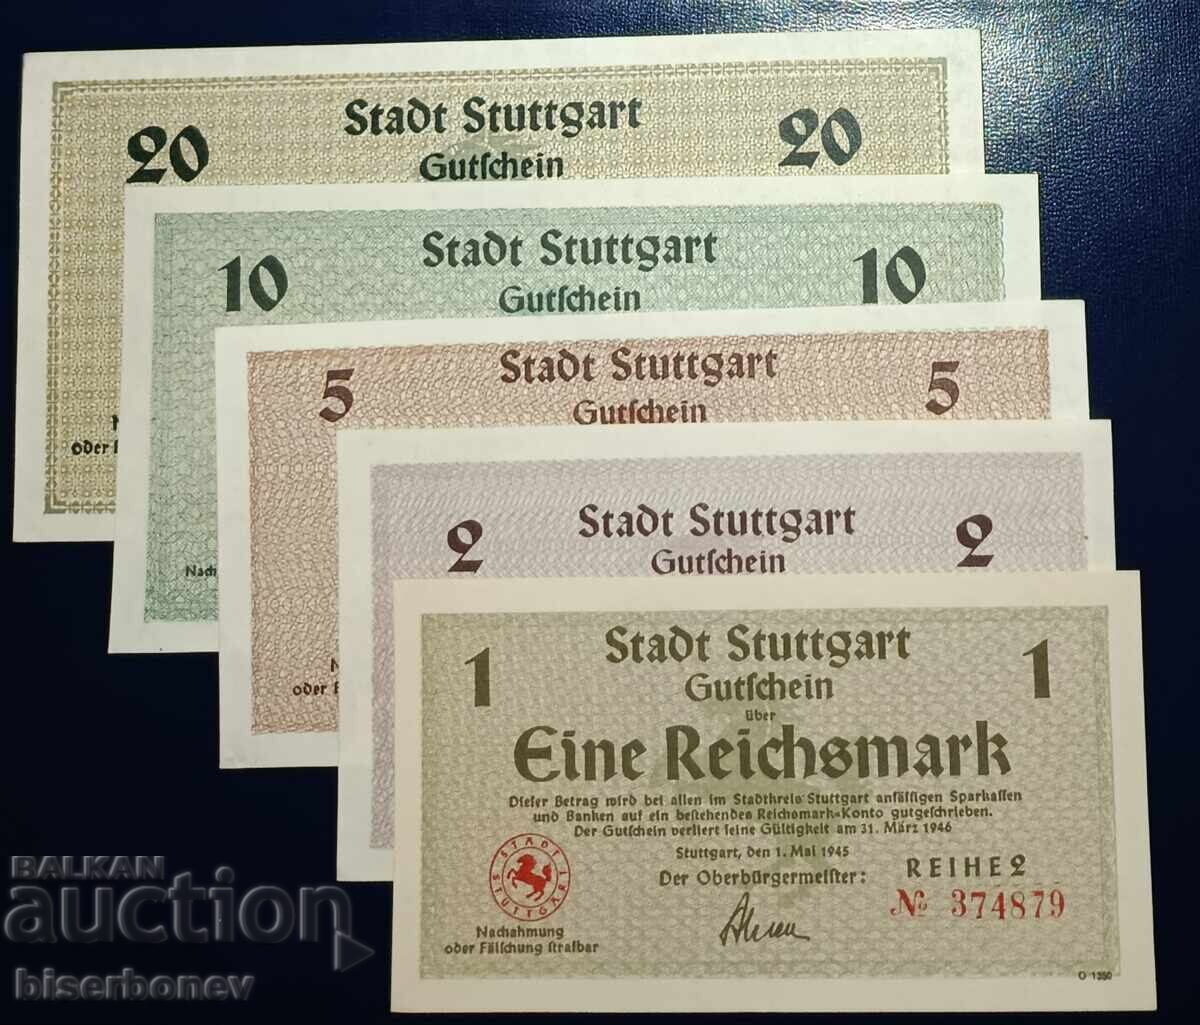 20
Stadt Stuttgart
20
Gutschein
oder
10
Stadt Stuttgart
10
Gutschein
5
Stadt Stuttgart
5
Gutschein
oder
2
Stadt Stuttgart
2
Gutschein
1
Stadt Stuttgart
1
Gutschein
über
Eine Reichsmark
Dieser Betrag wird bei allen im Stadtkreis Stuttgart ansässigen Sparkassen
und Banken auf ein bestehendes Reichsmark-Konto gutgeschrieben.
Der Gutschein verliert seine Gültigkeit am 31. März 1946
Stuttgart, den 1. Mai 1945
REIHE 2
Der Oberbürgermeister:
№ 374879
STADT STUTTGART
Nachahmung
oder Fälschung strafbar
O 1350
BALKAN
auction
biserbonev